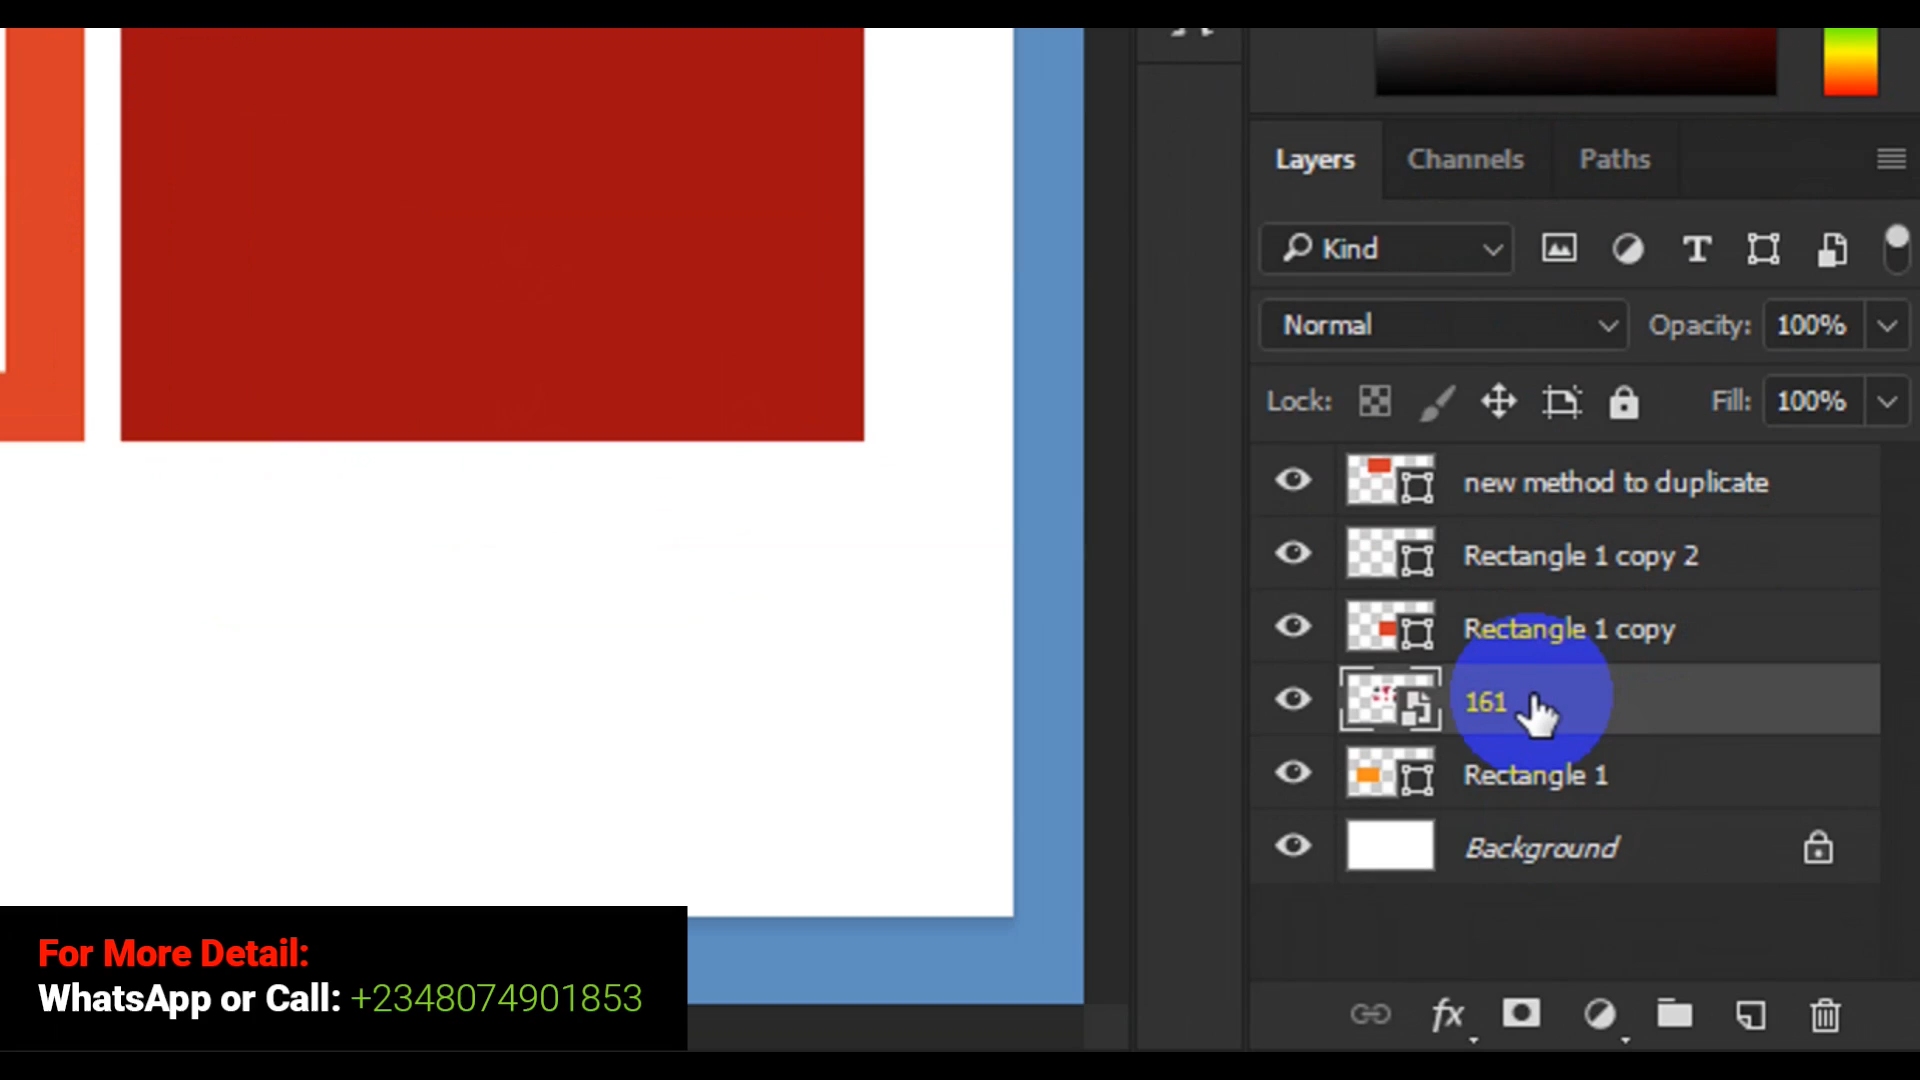 Layers Channels Paths
Kind
Normal Opacity: 100%
Lock: Fill: 100%
new method to duplicate
Rectangle 1 copy 2
Rectangle 1 copy
161
Rectangle 1
Background
fx
For More Detail:
WhatsApp or Call: +2348074901853